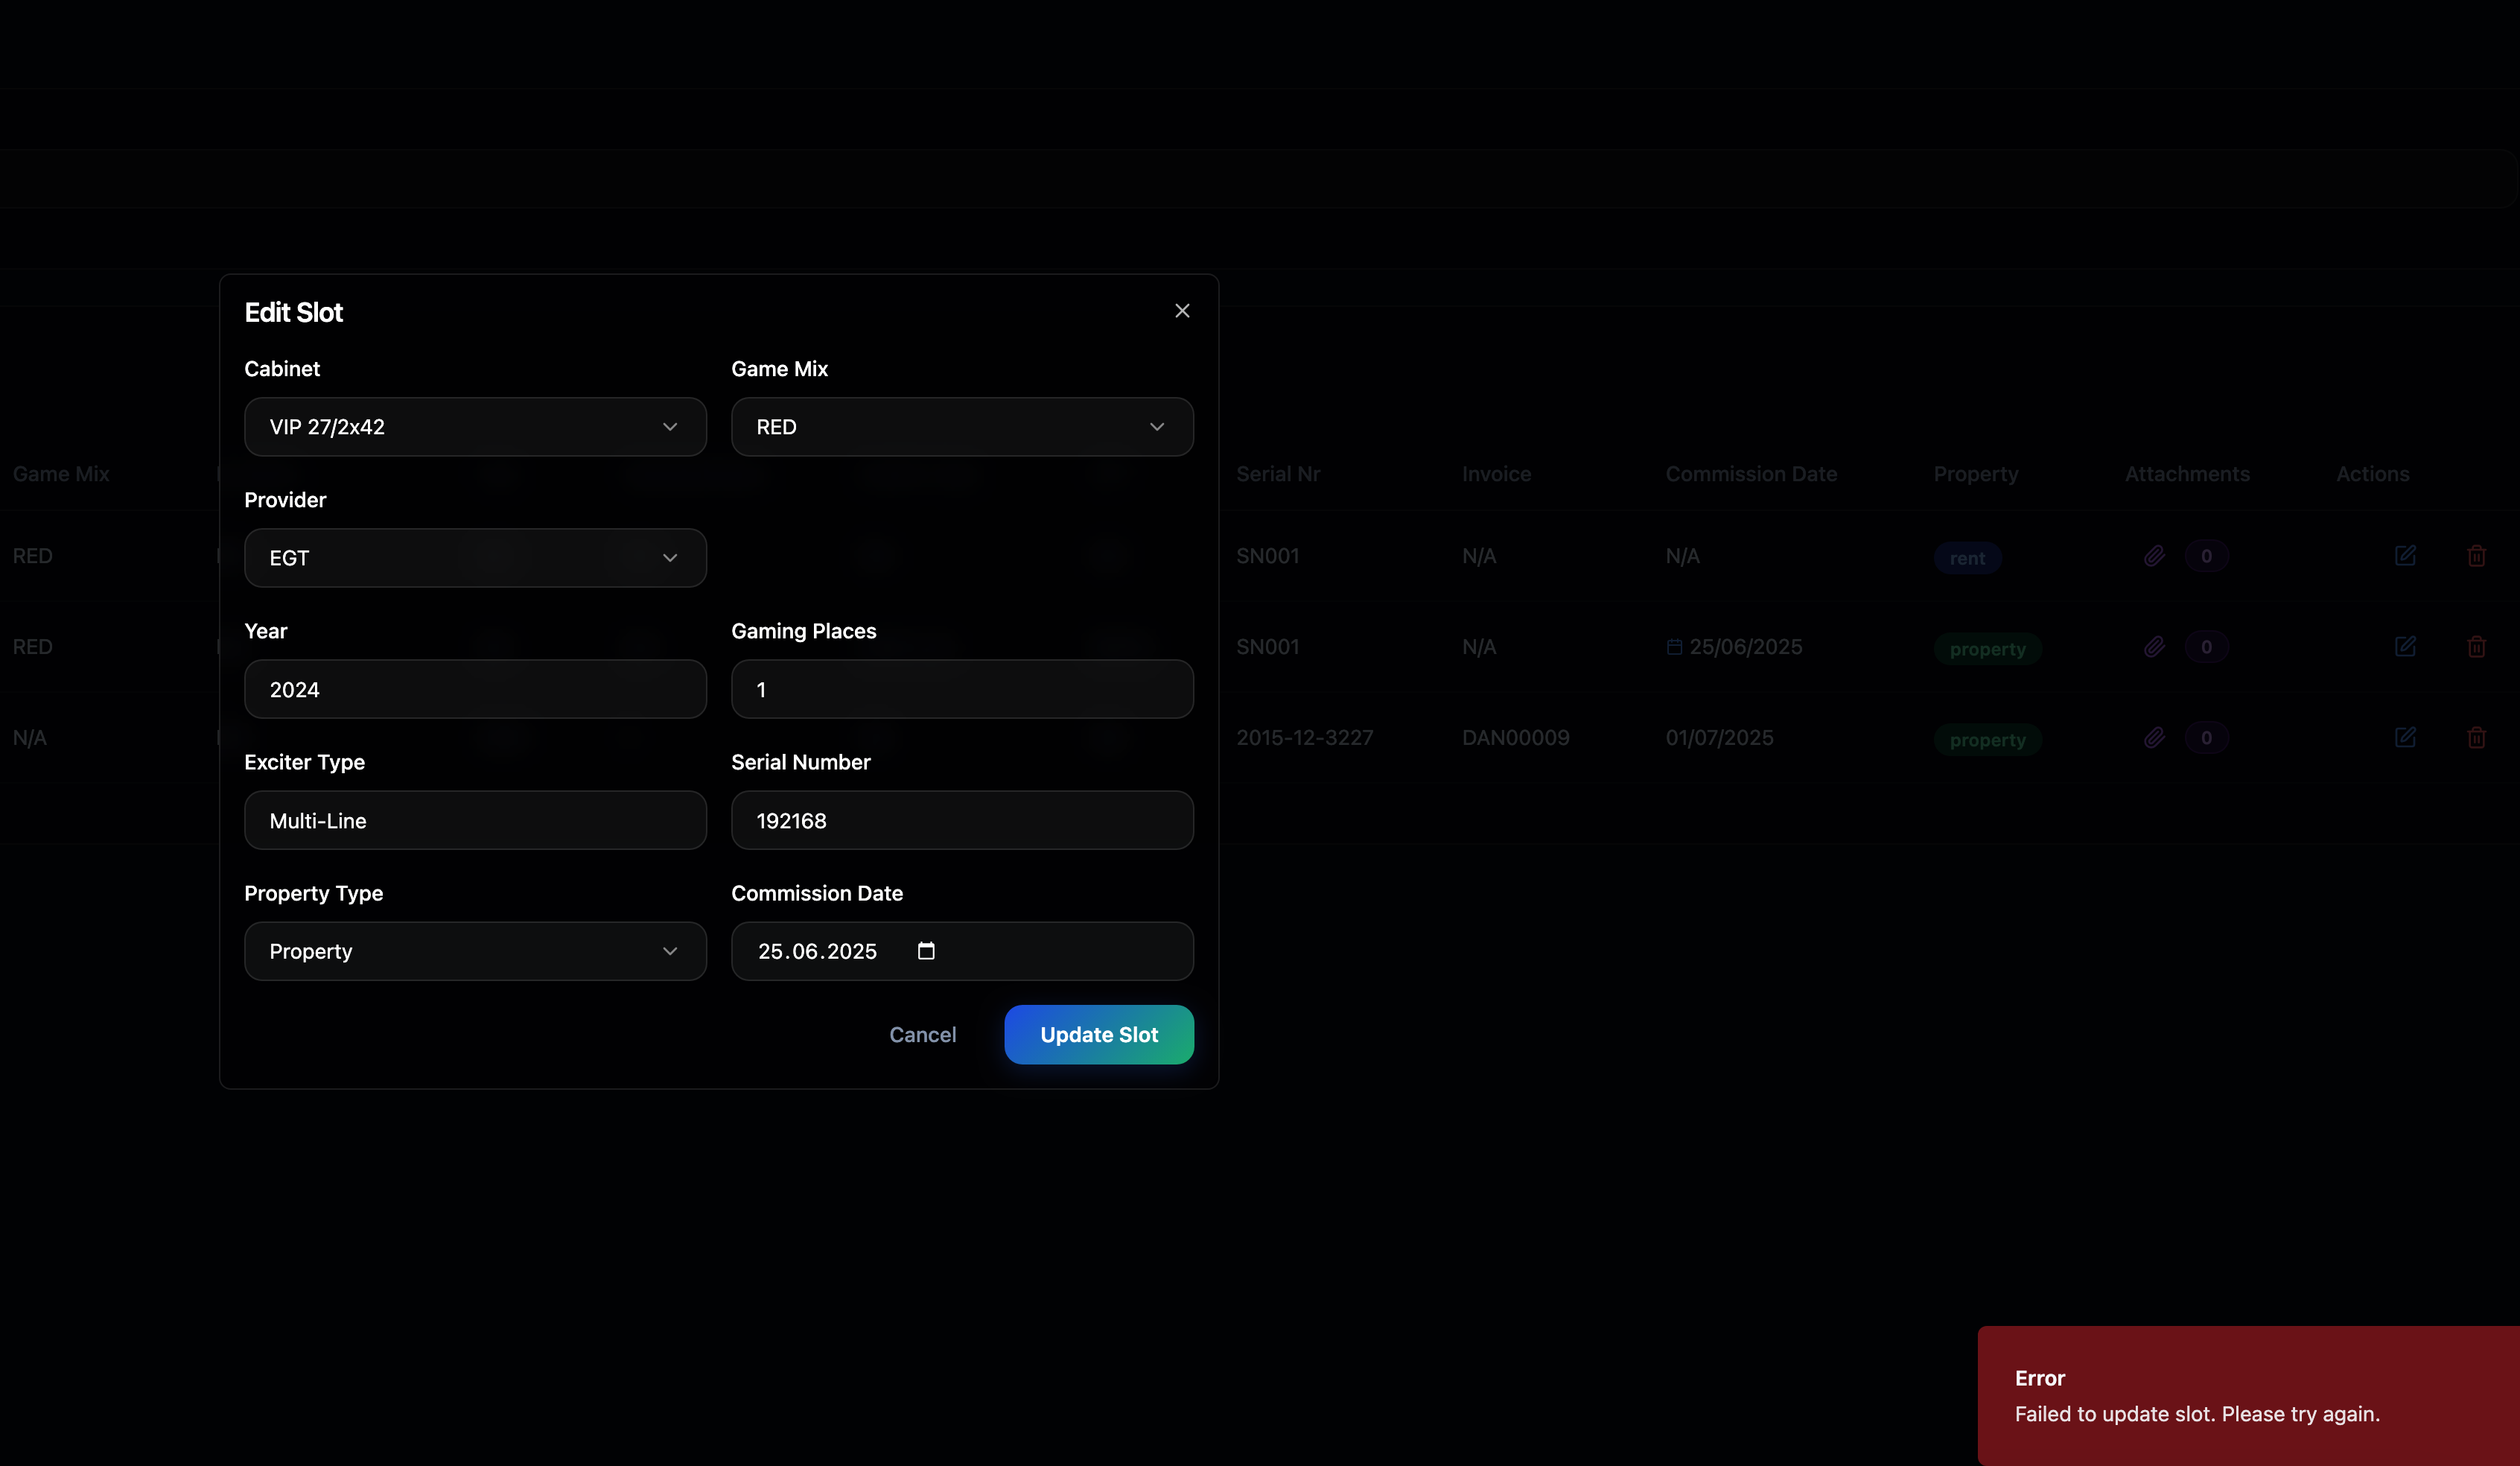 Edit Slot
Cabinet
Game Mix
VIP 27/2x42
RED
Provider
EGT
Year
Gaming Places
2024
1
Exciter Type
Serial Number
Multi-Line
192168
Property Type
Commission Date
Property
25.06.2025
Cancel
Update Slot
Game Mix
Serial Nr
Invoice
Commission Date
Property
Attachments
Actions
RED
SN001
N/A
N/A
rent
0
RED
SN001
N/A
25/06/2025
property
0
N/A
2015-12-3227
DAN00009
01/07/2025
property
0
Error
Failed to update slot. Please try again.